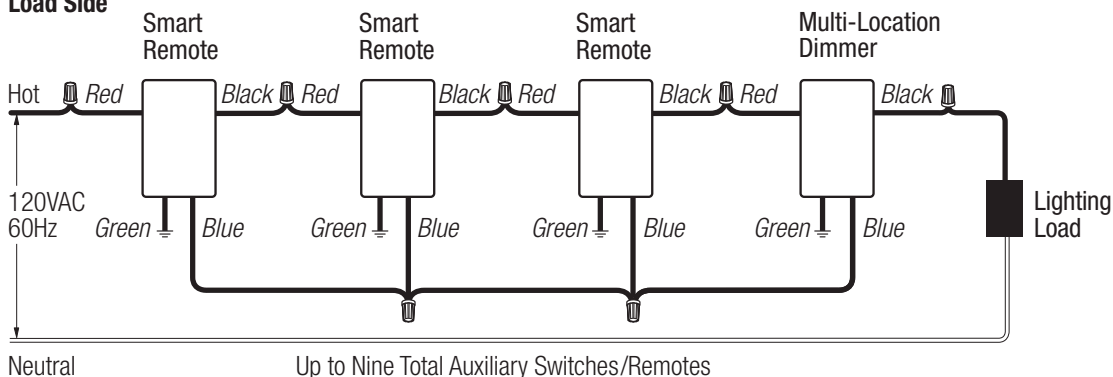 Load Side
Smart
Remote
Smart
Remote
Smart
Remote
Multi-Location
Dimmer
Hot
Red
Black
Red
Black
Red
Black
Red
Black
120VAC
60Hz
Green
Blue
Green
Blue
Green
Blue
Green
Blue
Lighting
Load
Neutral
Up to Nine Total Auxiliary Switches/Remotes